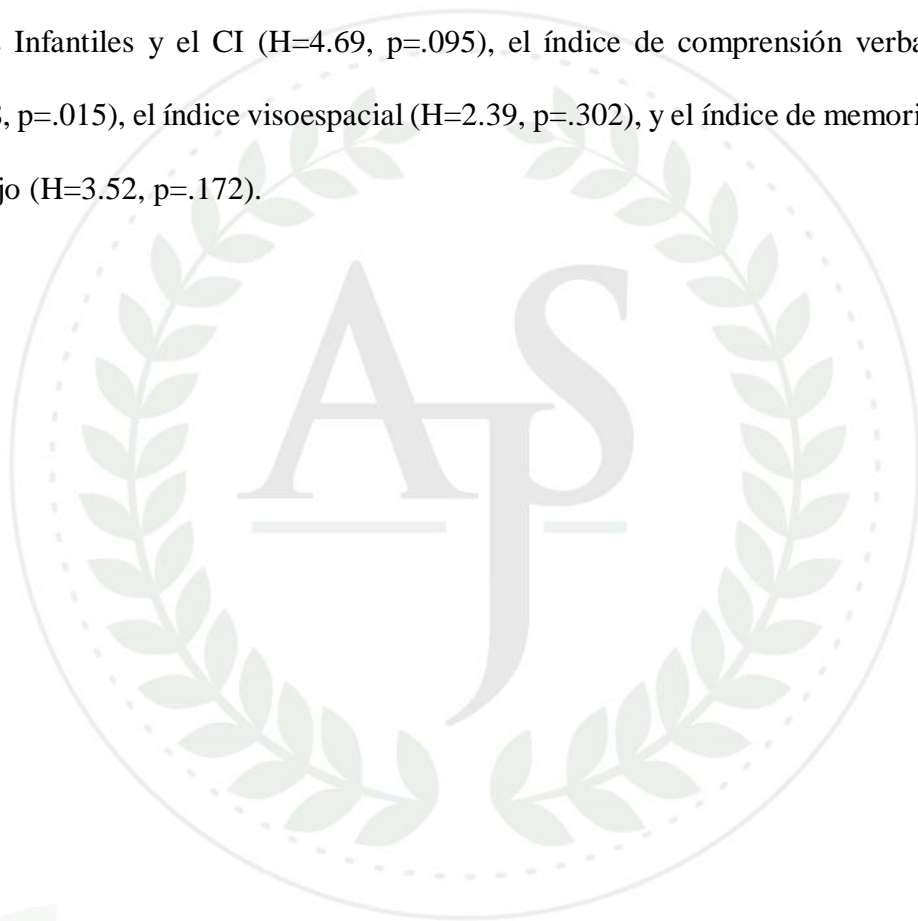 Infantiles y el CI (H=4.69, p=.095), el índice de comprensión verba
, p=.015), el índice visoespacial (H=2.39, p=.302), y el índice de memori
jo (H=3.52, p=.172).
AJS